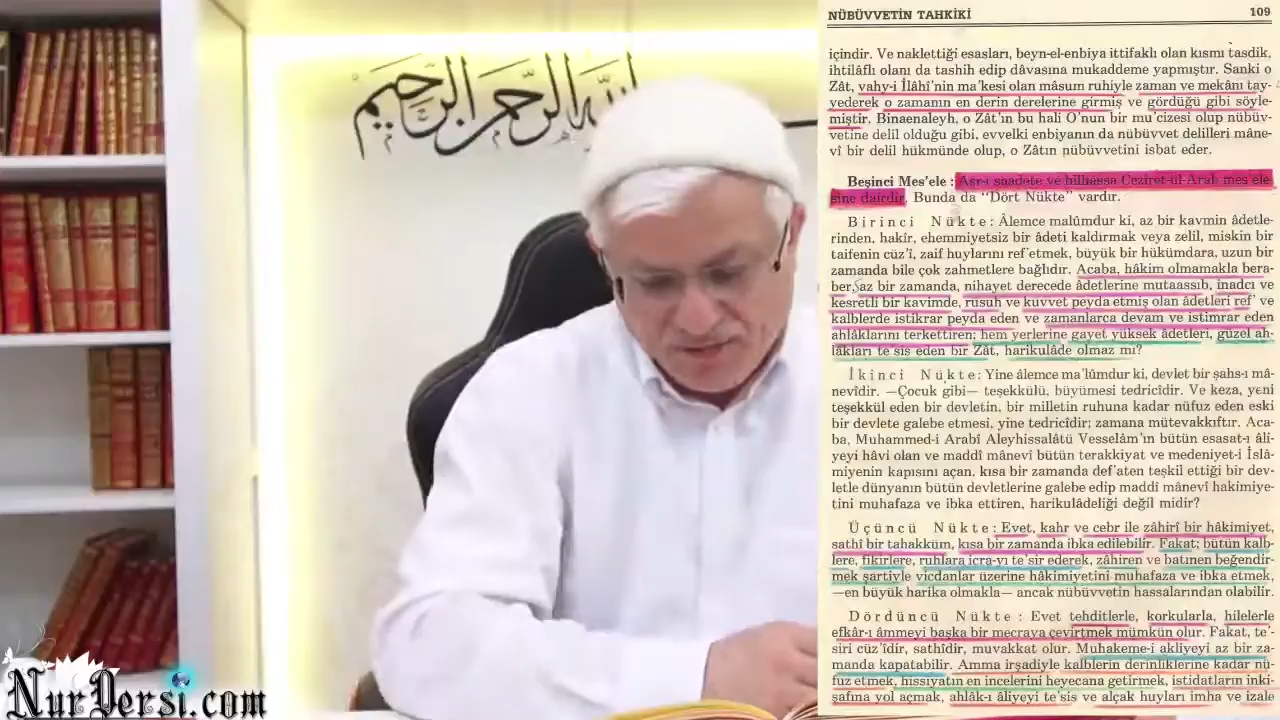 بسم الله الرحمن الرحيم
NÜBÜVVETİN TAHKİKİ 109
içindir. Ve naklettiği esasları, beyn-el-enbiya ittifaklı olan kısmı tasdik,
ihtilâflı olanı da tashih edip dâvasına mukaddeme yapmıştır. Sanki o
Zât, vahy-i İlâhî'nin ma'kesi olan mâsum ruhiyle zaman ve mekânı tay-
yederek o zamanın en derin derelerine girmiş ve gördüğü gibi söyle-
miştir. Binaenaleyh, o Zât'ın bu hali O'nun bir mu'cizesi olup nübüv-
vetine delil olduğu gibi, evvelki enbiyanın da nübüvvet delilleri mâne-
vî bir delil hükmünde olup, o Zâtın nübüvvetini isbat eder.
Beşinci Mes'ele : Asr-ı saadete ve bilhassa Ceziret-ül-Arab mes'ele
sine dairdir. Bunda da "Dört Nükte" vardır.
Birinci Nükte : Âlemce malûmdur ki, az bir kavmin âdetle-
rinden, hakîr, ehemmiyetsiz bir âdeti kaldırmak veya zelil, miskin bir
taifenin cüz'î, zaif huylarını ref'etmek, büyük bir hükümdara, uzun bir
zamanda bile çok zahmetlere bağlıdır. Acaba, hâkim olmamakla bera-
ber, az bir zamanda, nihayet derecede âdetlerine mutaassıb, inadcı ve
kesretli bir kavimde, rüsuh ve kuvvet peyda etmiş olan âdetleri ref' ve
kalblerde istikrar peyda eden ve zamanlarca devam ve istimrar eden
ahlâklarını terkettiren; hem yerlerine gayet yüksek âdetleri, güzel ah-
lâkları te'sis eden bir Zât, harikulâde olmaz mı?
İkinci Nükte : Yine âlemce ma'lûmdur ki, devlet bir şahs-ı mâ-
nevîdir. —Çocuk gibi— teşekkülü, büyümesi tedricîdir. Ve keza, yeni
teşekkül eden bir devletin, bir milletin ruhuna kadar nüfuz eden eski
bir devlete galebe etmesi, yine tedricîdir; zamana mütevakkıftır. Aca-
ba, Muhammed-i Arabî Aleyhissalâtü Vesselâm'ın bütün esasat-ı âli-
yeyi hâvi olan ve maddî mânevî bütün terakkiyat ve medeniyet-i İslâ-
miyenin kapısını açan, kısa bir zamanda def'aten teşkil ettiği bir dev-
letle dünyanın bütün devletlerine galebe edip maddî mânevî hakimiye-
tini muhafaza ve ibka ettiren, harikulâdeliği değil midir?
Üçüncü Nükte : Evet, kahr ve cebr ile zâhirî bir hâkimiyet,
sathî bir tahakküm, kısa bir zamanda ibka edilebilir. Fakat; bütün kalb-
lere, fikirlere, ruhlara icra-yı te'sir ederek, zâhiren ve batınen beğendir-
mek şartiyle vicdanlar üzerine hâkimiyetini muhafaza ve ibka etmek,
—en büyük harika olmakla— ancak nübüvvetin hassalarından olabilir.
Dördüncü Nükte : Evet tehditlerle, korkularla, hilelerle
efkâr-ı âmmeyi başka bir mecraya çevirtmek mümkün olur. Fakat, te'-
siri cüz'îdir, sathîdir, muvakkat olur. Muhakeme-i akliyeyi az bir za-
manda kapatabilir. Amma irşadiyle kalblerin derinliklerine kadar nü-
fuz etmek, hissiyatın en incelerini heyecana getirmek, istidatların inki-
şafına yol açmak, ahlâk-ı âliyeyi te'sis ve alçak huyları imha ve izale
NurDersi.com